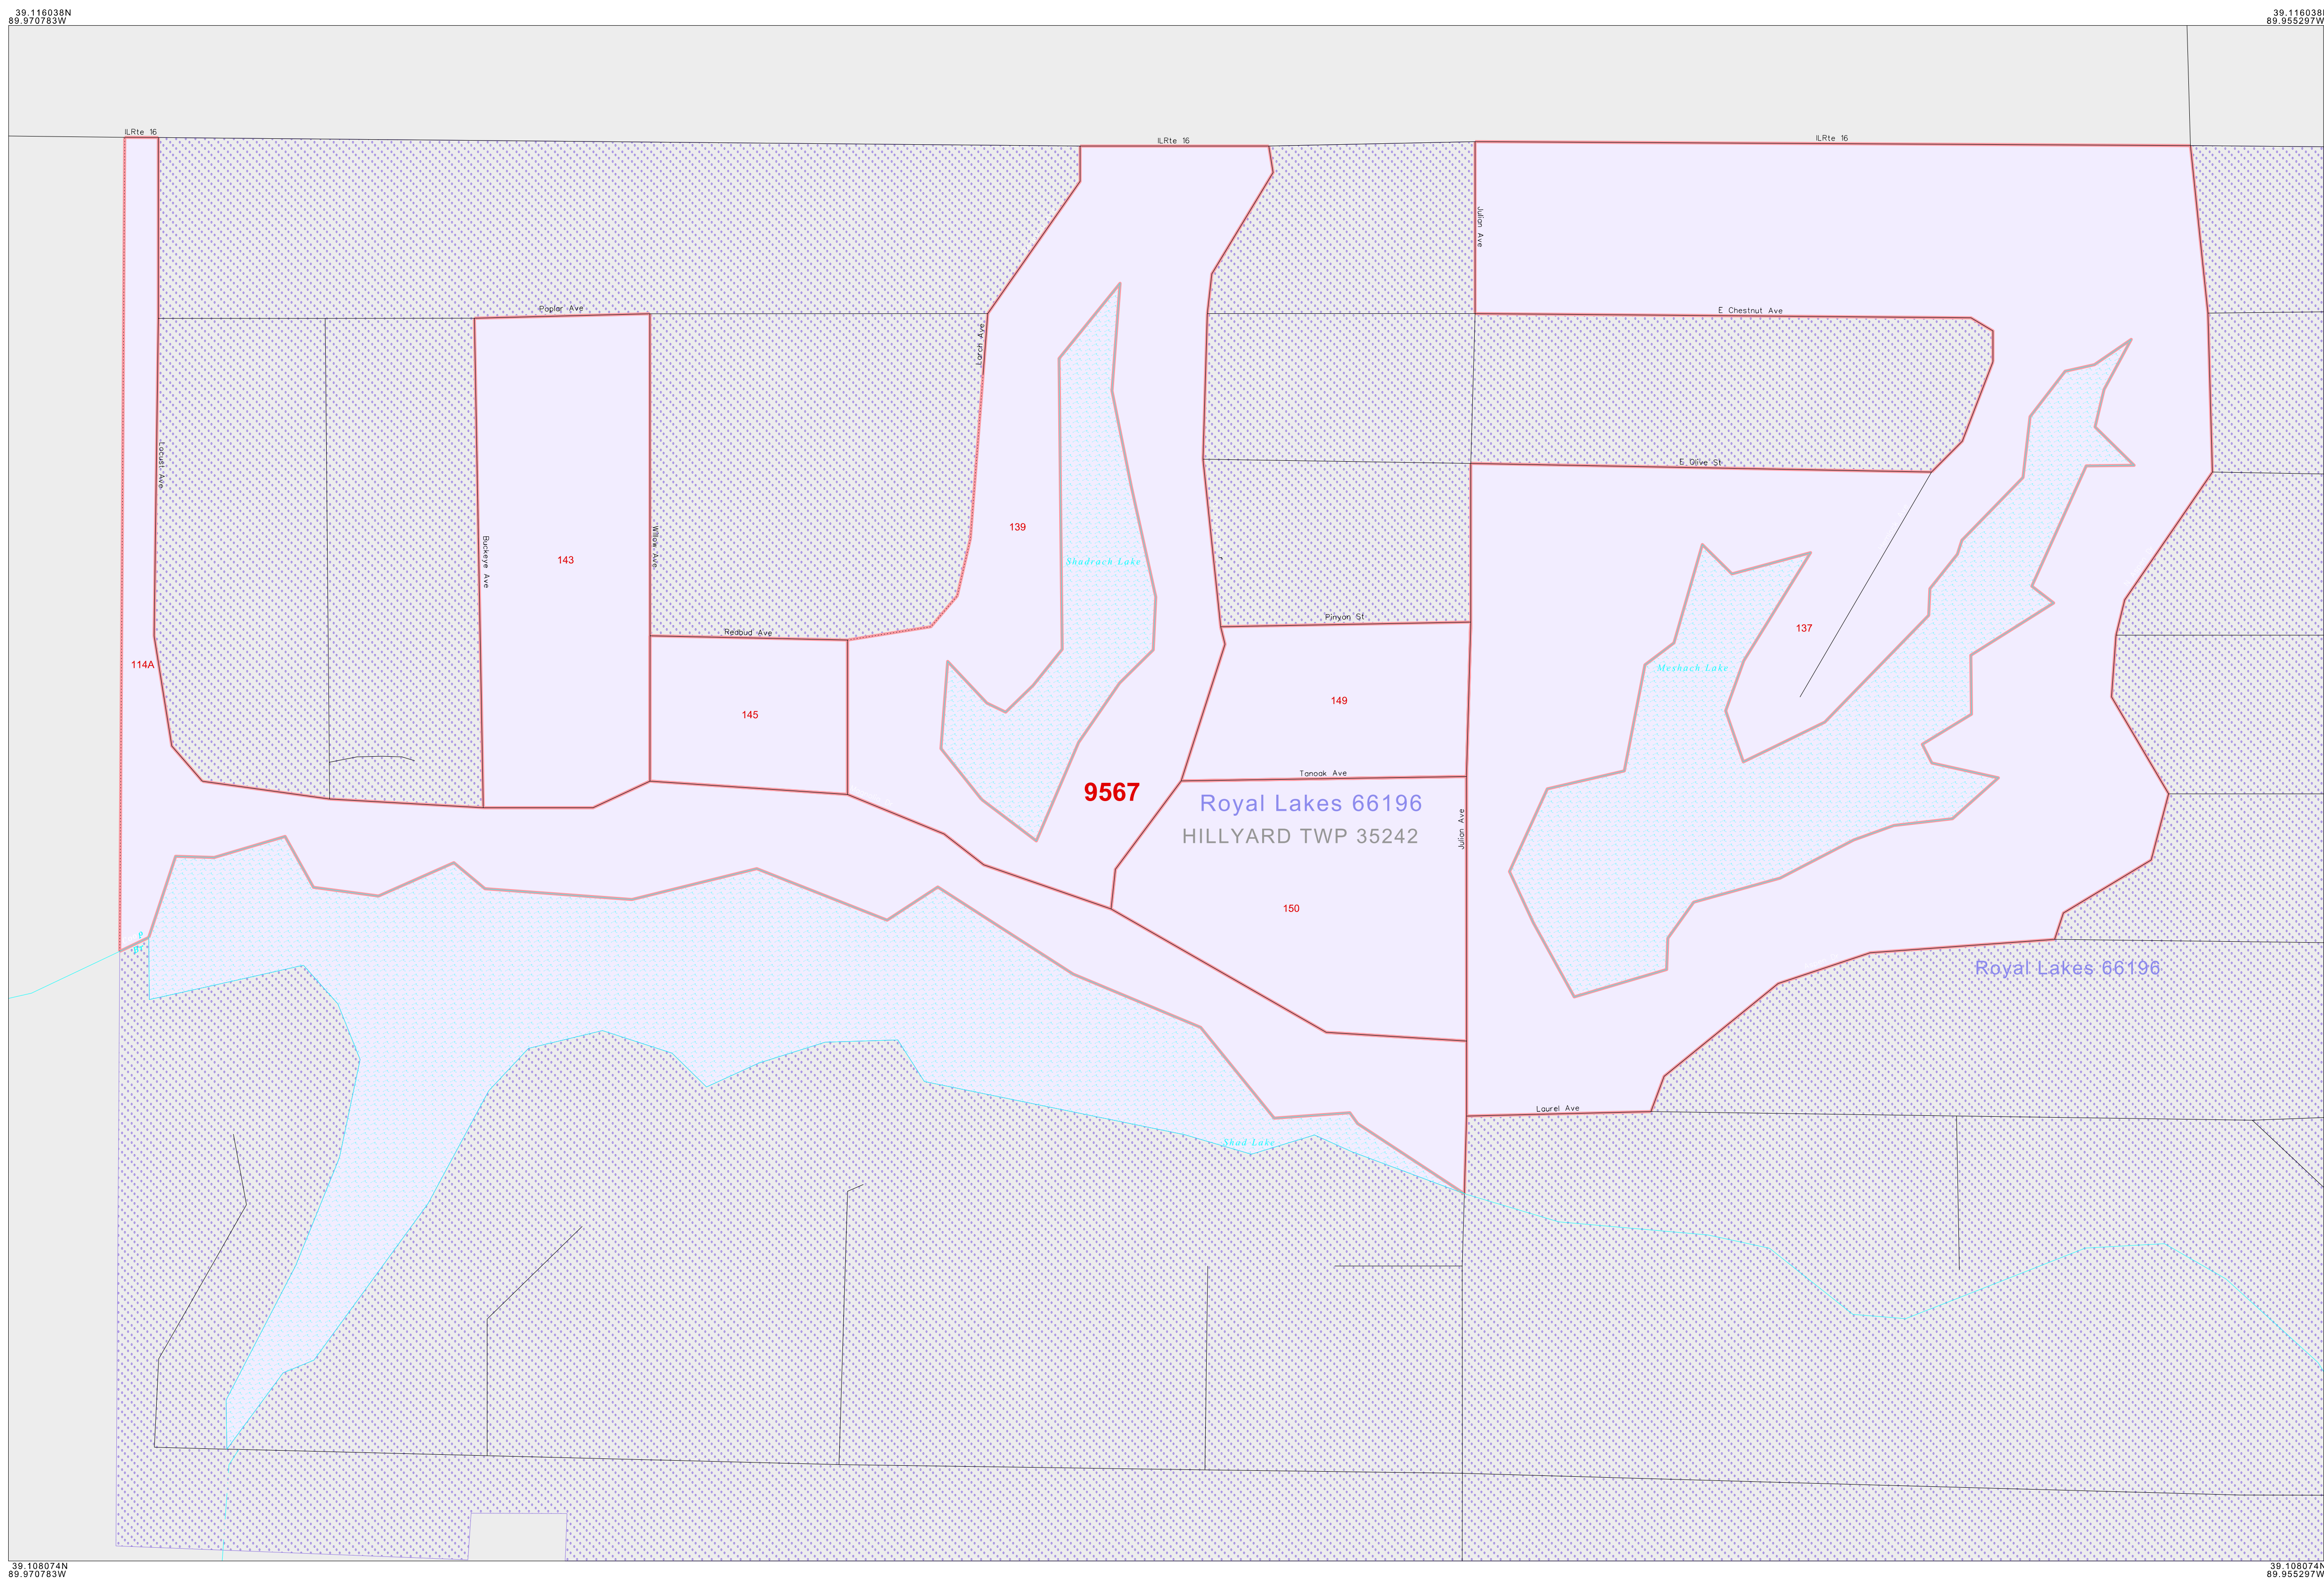 39.116038N
89.970783W
39.116038N
89.955297W
ILRte 16
ILRte 16
ILRte 16
Julian Ave
Poplar Ave
E Chestnut Ave
Larch Ave
Locust Ave
E Olive St
139
Willow Ave
Buckeye Ave
143
Shadrach Lake
Pinyon St
Redbud Ave
137
114A
Meshach Lake
149
145
Tanoak Ave
9567
Royal Lakes 66196
HILLYARD TWP 35242
Julian Ave
150
Royal Lakes 66196
Laurel Ave
Shad Lake
39.108074N
89.970783W
39.108074N
89.955297W